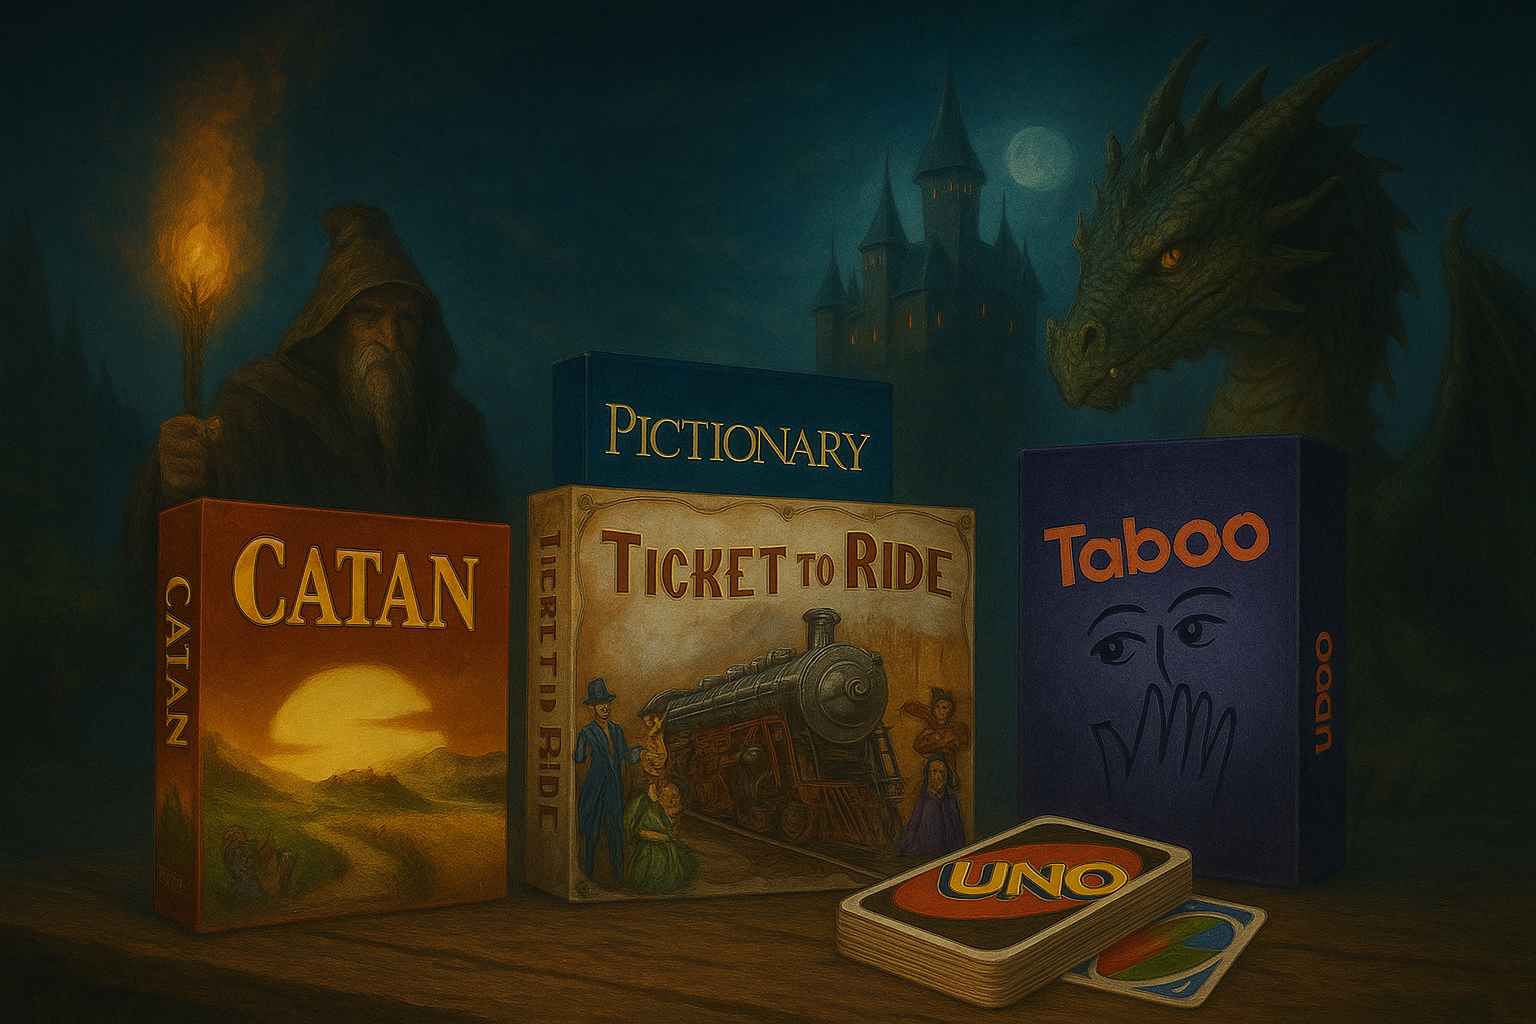 PICTIONARY
CATAN
CATAN
TICKET TO RIDE
Taboo
UNO